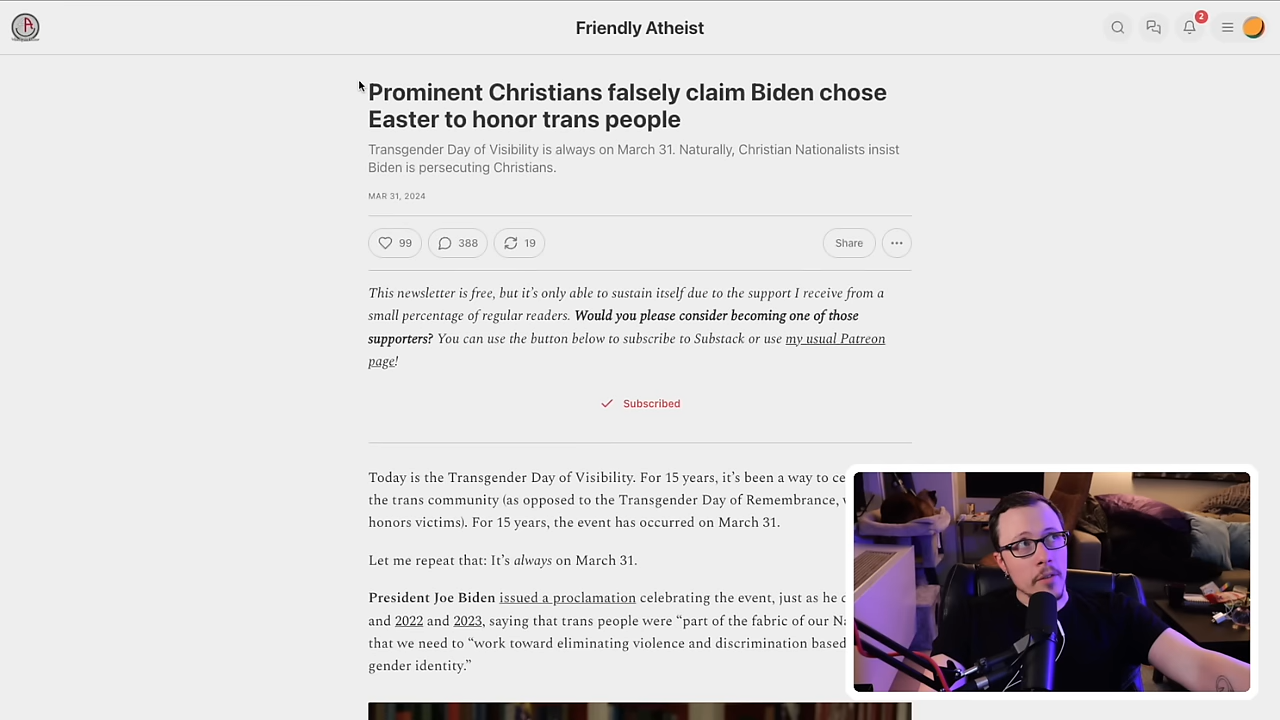 Friendly Atheist
2
Prominent Christians falsely claim Biden chose
Easter to honor trans people
Transgender Day of Visibility is always on March 31. Naturally, Christian Nationalists insist
Biden is persecuting Christians.
MAR 31, 2024
99
388
19
Share
This newsletter is free, but it's only able to sustain itself due to the support I receive from a
small percentage of regular readers. Would you please consider becoming one of those
supporters? You can use the button below to subscribe to Substack or use my usual Patreon
page!
Subscribed
Today is the Transgender Day of Visibility. For 15 years, it's been a way to ce
the trans community (as opposed to the Transgender Day of Remembrance,
honors victims). For 15 years, the event has occurred on March 31.
Let me repeat that: It's always on March 31.
President Joe Biden issued a proclamation celebrating the event, just as he
and 2022 and 2023, saying that trans people were “part of the fabric of our Na
that we need to “work toward eliminating violence and discrimination based
gender identity.”